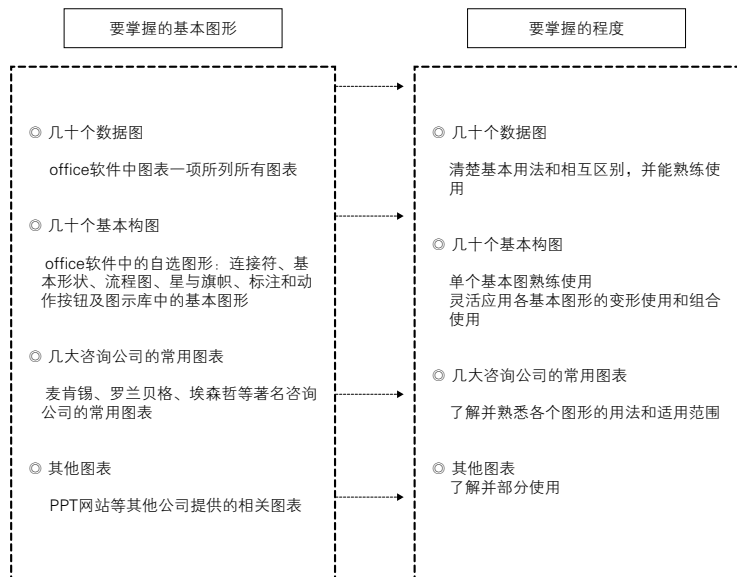 要掌握的基本图形
要掌握的程度
◎ 几十个数据图
office软件中图表一项所列所有图表
◎ 几十个基本构图
office软件中的自选图形：连接符、基
本形状、流程图、星与旗帜、标注和动
作按钮及图示库中的基本图形
◎ 几大咨询公司的常用图表
麦肯锡、罗兰贝格、埃森哲等著名咨询
公司的常用图表
◎ 其他图表
PPT网站等其他公司提供的相关图表
◎ 几十个数据图
清楚基本用法和相互区别，并能熟练使
用
◎ 几十个基本构图
单个基本图熟练使用
灵活应用各基本图形的变形使用和组合
使用
◎ 几大咨询公司的常用图表
了解并熟悉各个图形的用法和适用范围
◎ 其他图表
了解并部分使用